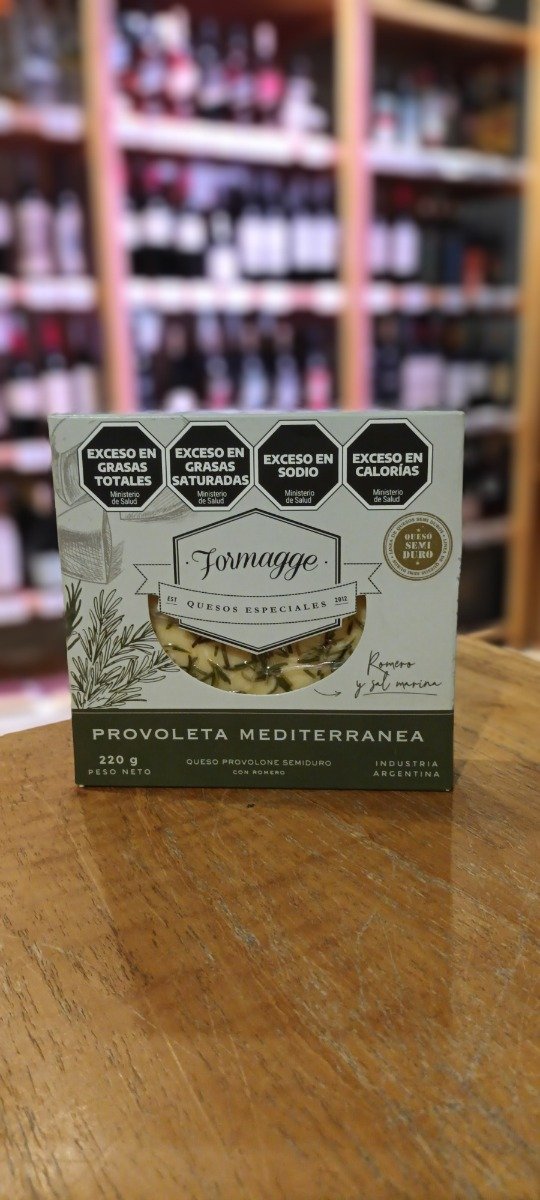 EXCESO EN
GRASAS
TOTALES
Ministerio
de Salud
EXCESO EN
GRASAS
SATURADAS
Ministerio
de Salud
EXCESO EN
SODIO
Ministerio
de Salud
EXCESO EN
CALORÍAS
Ministerio
de Salud
Formagge
EST
QUESOS ESPECIALES
2012
QUESO
SEMI
DURO
Romero
y sal marina
PROVOLETA MEDITERRANEA
220 g
PESO NETO
QUESO PROVOLONE SEMIDURO
CON ROMERO
INDUSTRIA
ARGENTINA